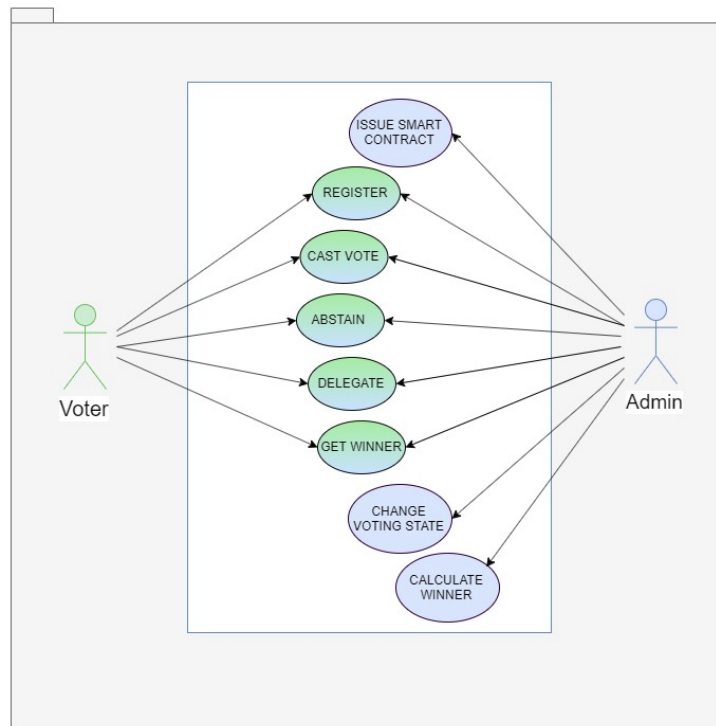 ISSUE SMART
CONTRACT
REGISTER
CAST VOTE
ABSTAIN
DELEGATE
GET WINNER
CHANGE
VOTING STATE
CALCULATE
WINNER
Voter
Admin